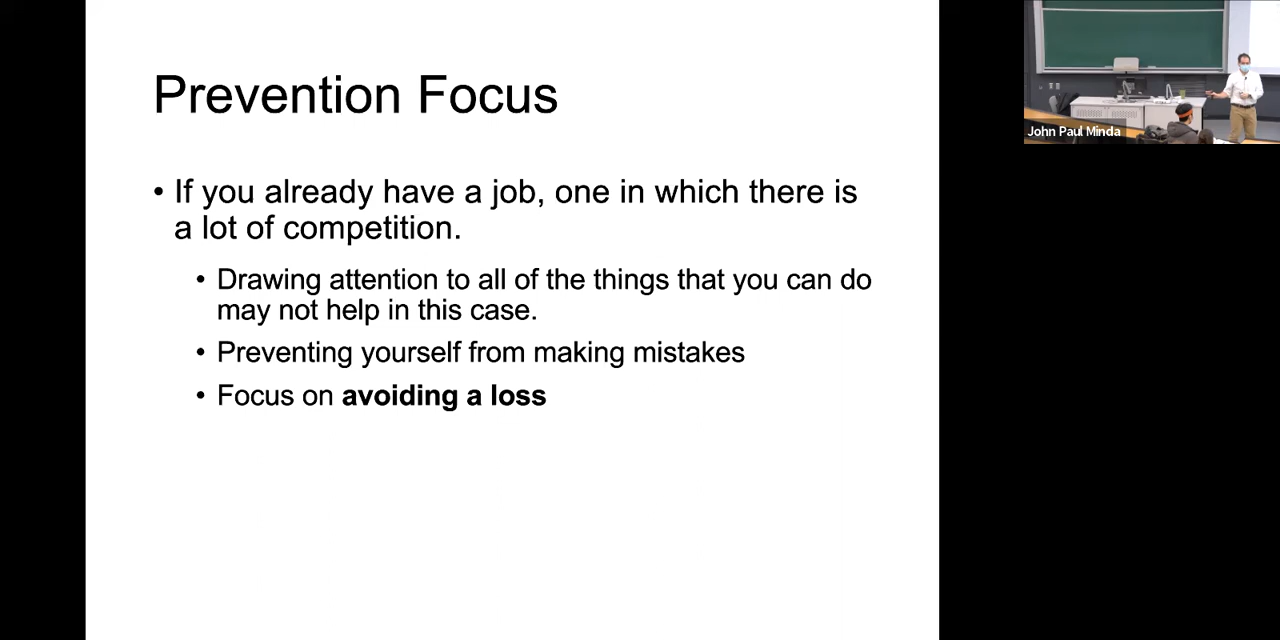 Prevention Focus
• If you already have a job, one in which there is
a lot of competition.
• Drawing attention to all of the things that you can do
may not help in this case.
• Preventing yourself from making mistakes
• Focus on avoiding a loss
John Paul Minda